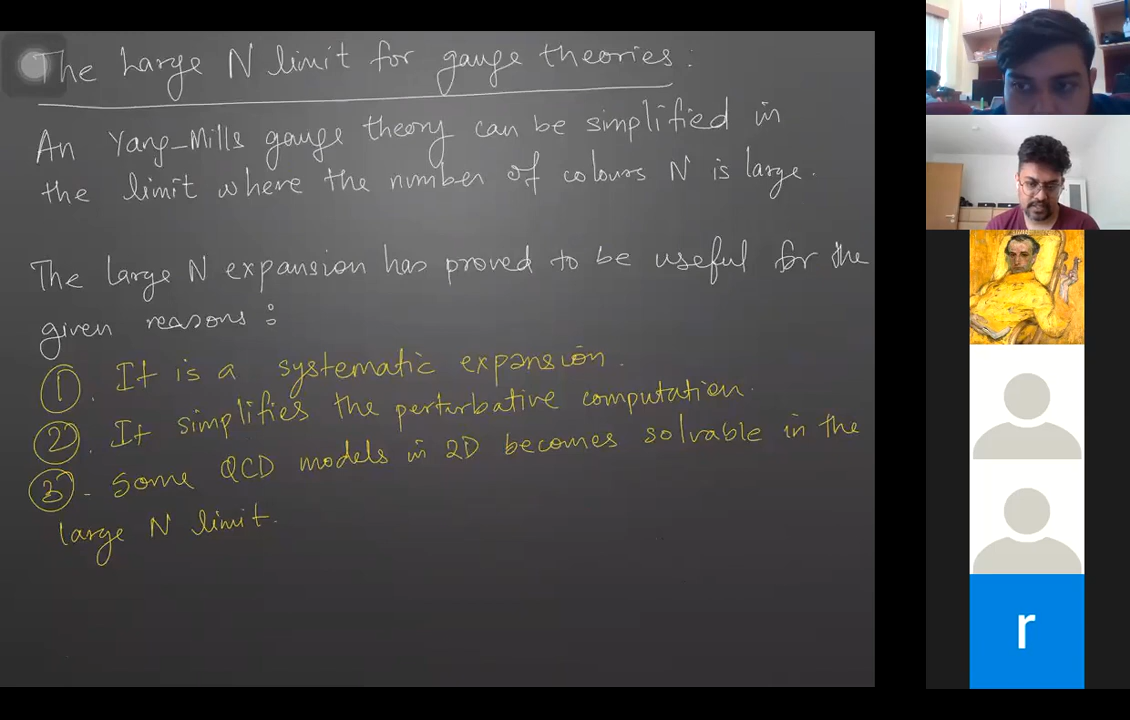 The Large N limit for gauge theories:
An Yang-Mills gauge theory can be simplified in
the limit where the number of colours N is large.
The large N expansion has proved to be useful for the
given reasons:
1. It is a systematic expansion.
2. It simplifies the perturbative computation.
3. Some QCD models in 2D becomes solvable in the
large N limit.
r